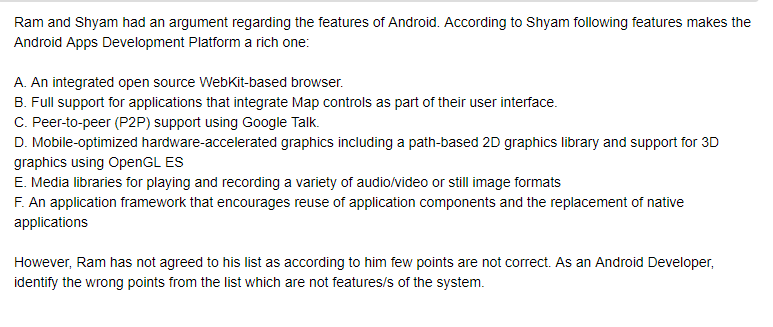 Ram and Shyam had an argument regarding the features of Android. According to Shyam following features makes the
Android Apps Development Platform a rich one:
A. An integrated open source WebKit-based browser.
B. Full support for applications that integrate Map controls as part of their user interface.
C. Peer-to-peer (P2P) support using Google Talk.
D. Mobile-optimized hardware-accelerated graphics including a path-based 2D graphics library and support for 3D
graphics using OpenGL ES
E. Media libraries for playing and recording a variety of audio/video or still image formats
F. An application framework that encourages reuse of application components and the replacement of native
applications
However, Ram has not agreed to his list as according to him few points are not correct. As an Android Developer,
identify the wrong points from the list which are not features/s of the system.